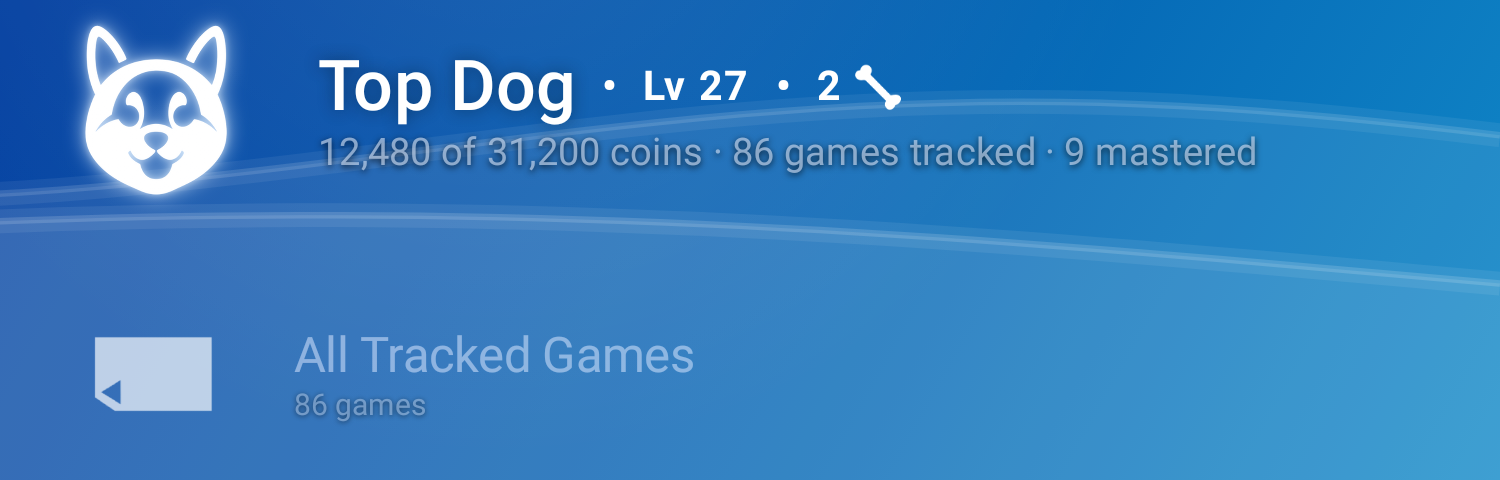 Top Dog · Lv 27 · 2
12,480 of 31,200 coins · 86 games tracked · 9 mastered
All Tracked Games
86 games